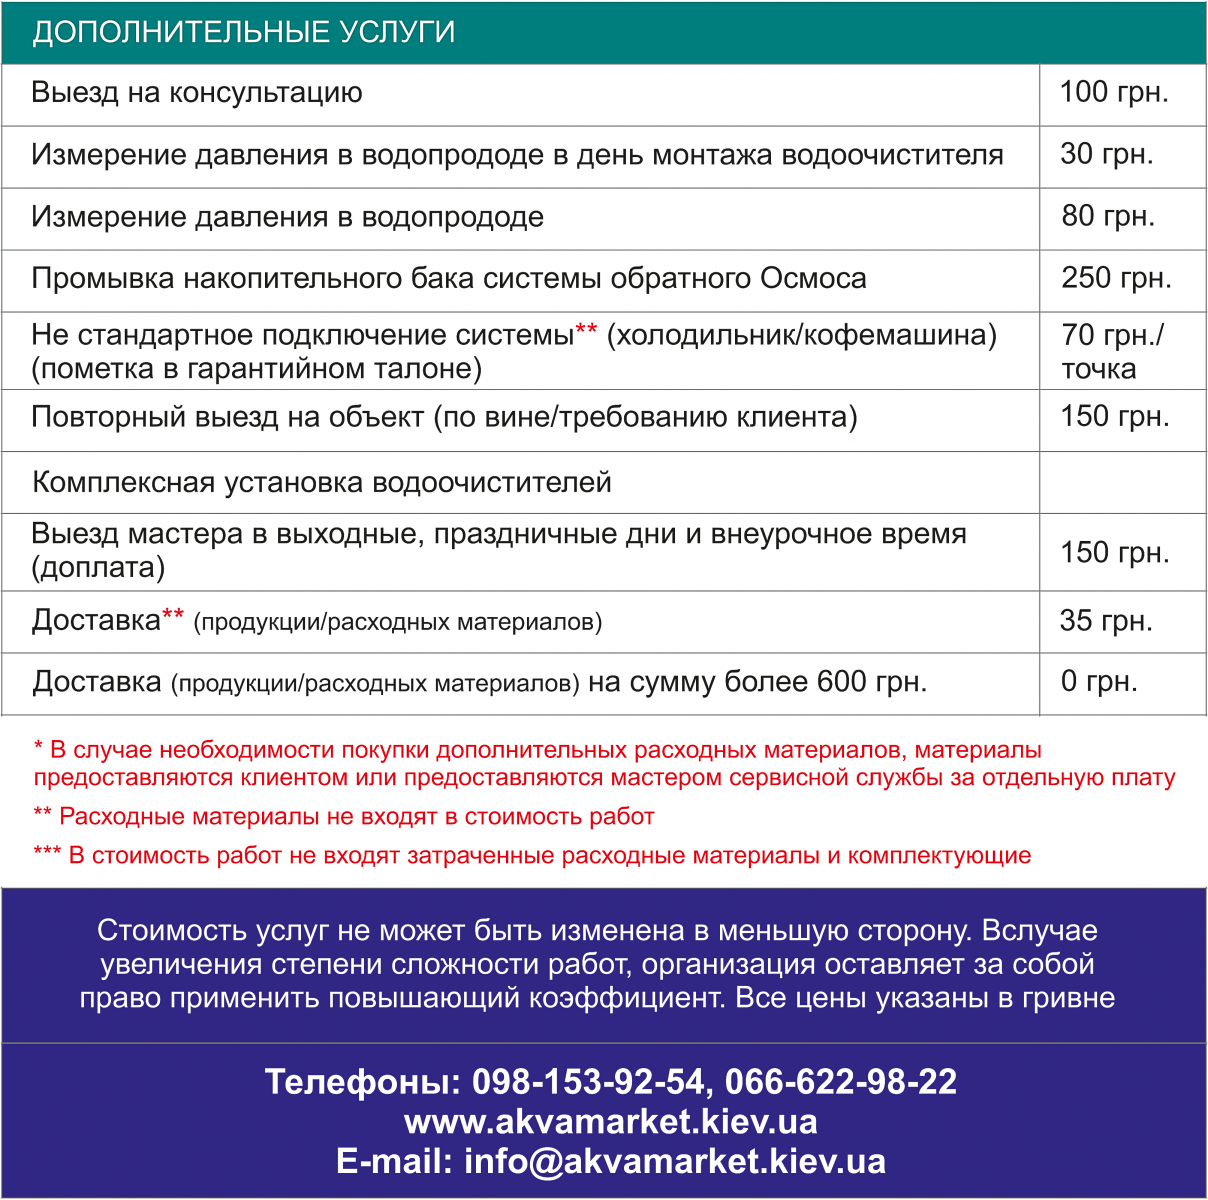 ДОПОЛНИТЕЛЬНЫЕ УСЛУГИ
Выезд на консультацию 100 грн.
Измерение давления в водопрододе в день монтажа водоочистителя 30 грн.
Измерение давления в водопрододе 80 грн.
Промывка накопительного бака системы обратного Осмоса 250 грн.
Не стандартное подключение системы** (холодильник/кофемашина) 70 грн./
(пометка в гарантийном талоне) точка
Повторный выезд на объект (по вине/требованию клиента) 150 грн.
Комплексная установка водоочистителей
Выезд мастера в выходные, праздничные дни и внеурочное время
(доплата) 150 грн.
Доставка** (продукции/расходных материалов) 35 грн.
Доставка (продукции/расходных материалов) на сумму более 600 грн. 0 грн.
* В случае необходимости покупки дополнительных расходных материалов, материалы
предоставляются клиентом или предоставляются мастером сервисной службы за отдельную плату
** Расходные материалы не входят в стоимость работ
*** В стоимость работ не входят затраченные расходные материалы и комплектующие
Стоимость услуг не может быть изменена в меньшую сторону. Вслучае
увеличения степени сложности работ, организация оставляет за собой
право применить повышающий коэффициент. Все цены указаны в гривне
Телефоны: 098-153-92-54, 066-622-98-22
www.akvamarket.kiev.ua
E-mail: info@akvamarket.kiev.ua